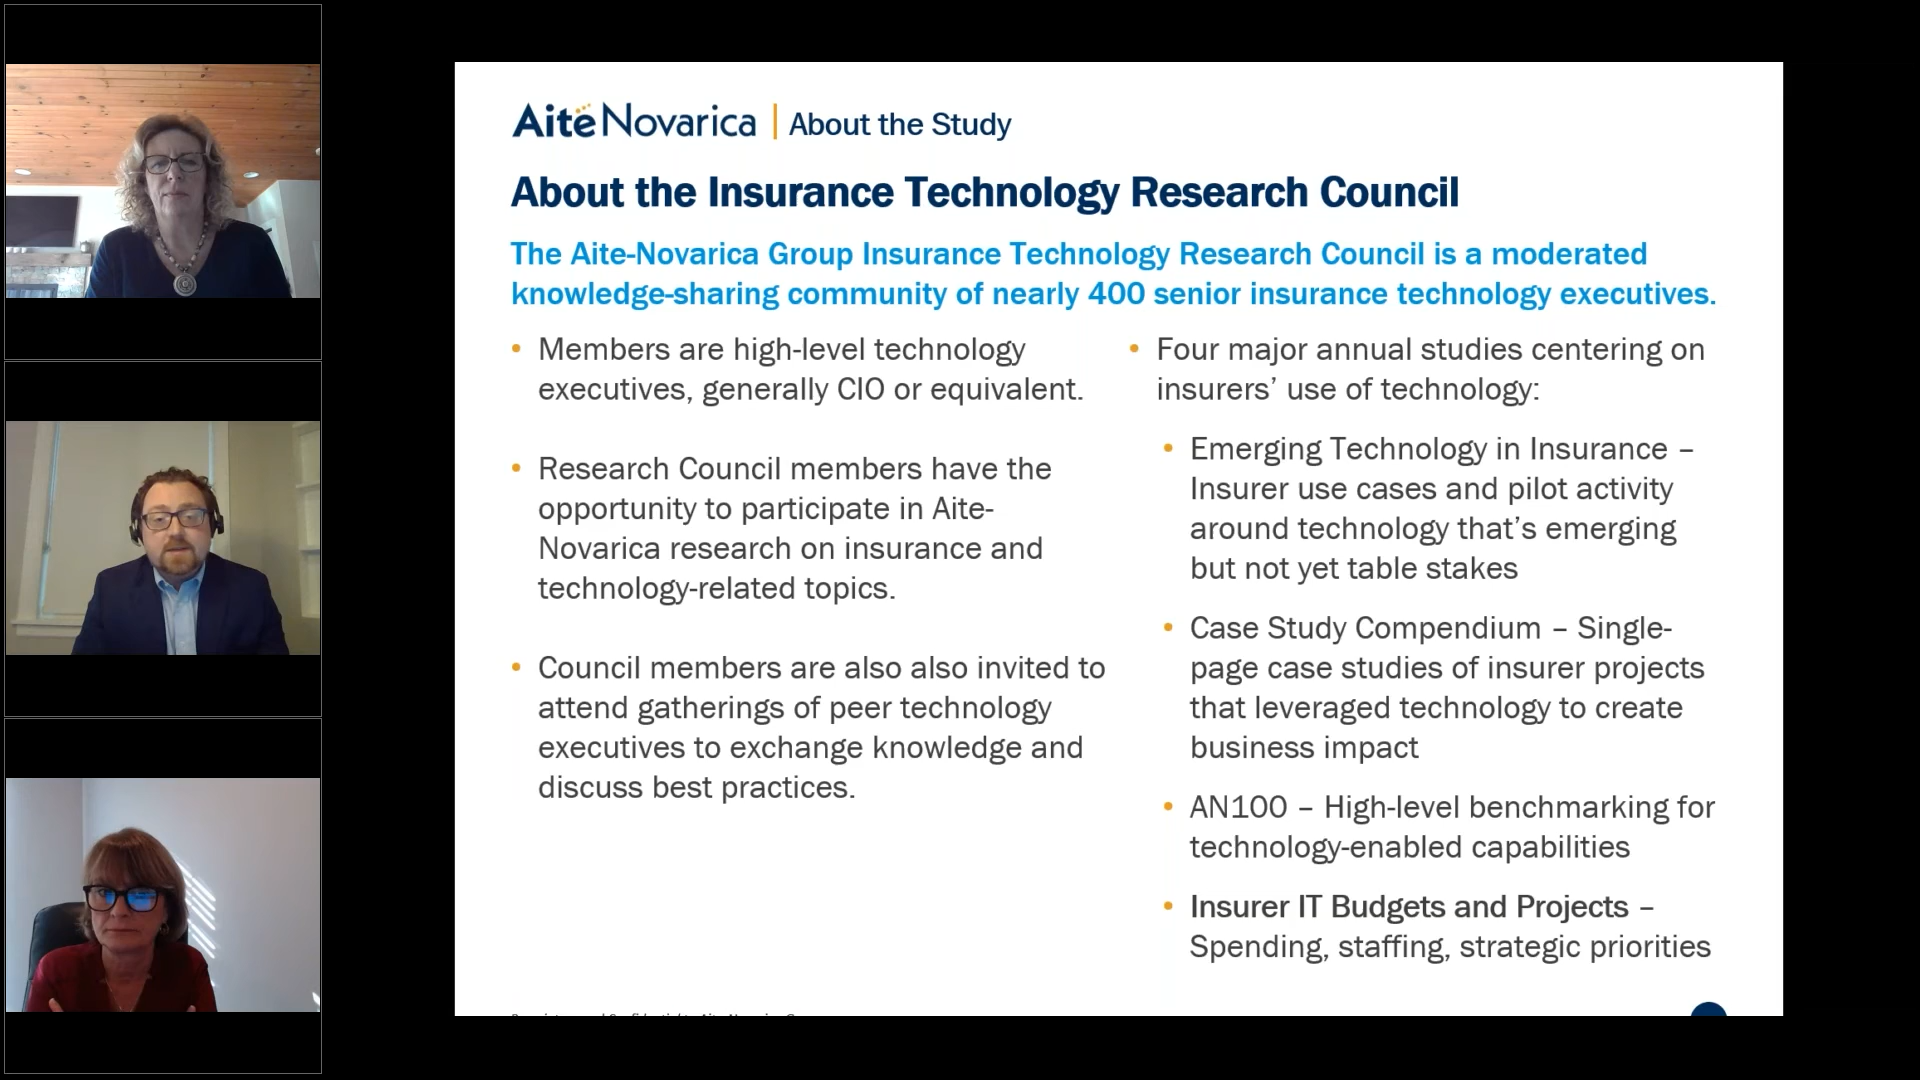 Aitë Novarica | About the Study
About the Insurance Technology Research Council
The Aite-Novarica Group Insurance Technology Research Council is a moderated
knowledge-sharing community of nearly 400 senior insurance technology executives.
• Members are high-level technology
executives, generally CIO or equivalent.
• Research Council members have the
opportunity to participate in Aite-
Novarica research on insurance and
technology-related topics.
• Council members are also also invited to
attend gatherings of peer technology
executives to exchange knowledge and
discuss best practices.
• Four major annual studies centering on
insurers’ use of technology:
• Emerging Technology in Insurance –
Insurer use cases and pilot activity
around technology that’s emerging
but not yet table stakes
• Case Study Compendium – Single-
page case studies of insurer projects
that leveraged technology to create
business impact
• AN100 – High-level benchmarking for
technology-enabled capabilities
• Insurer IT Budgets and Projects –
Spending, staffing, strategic priorities